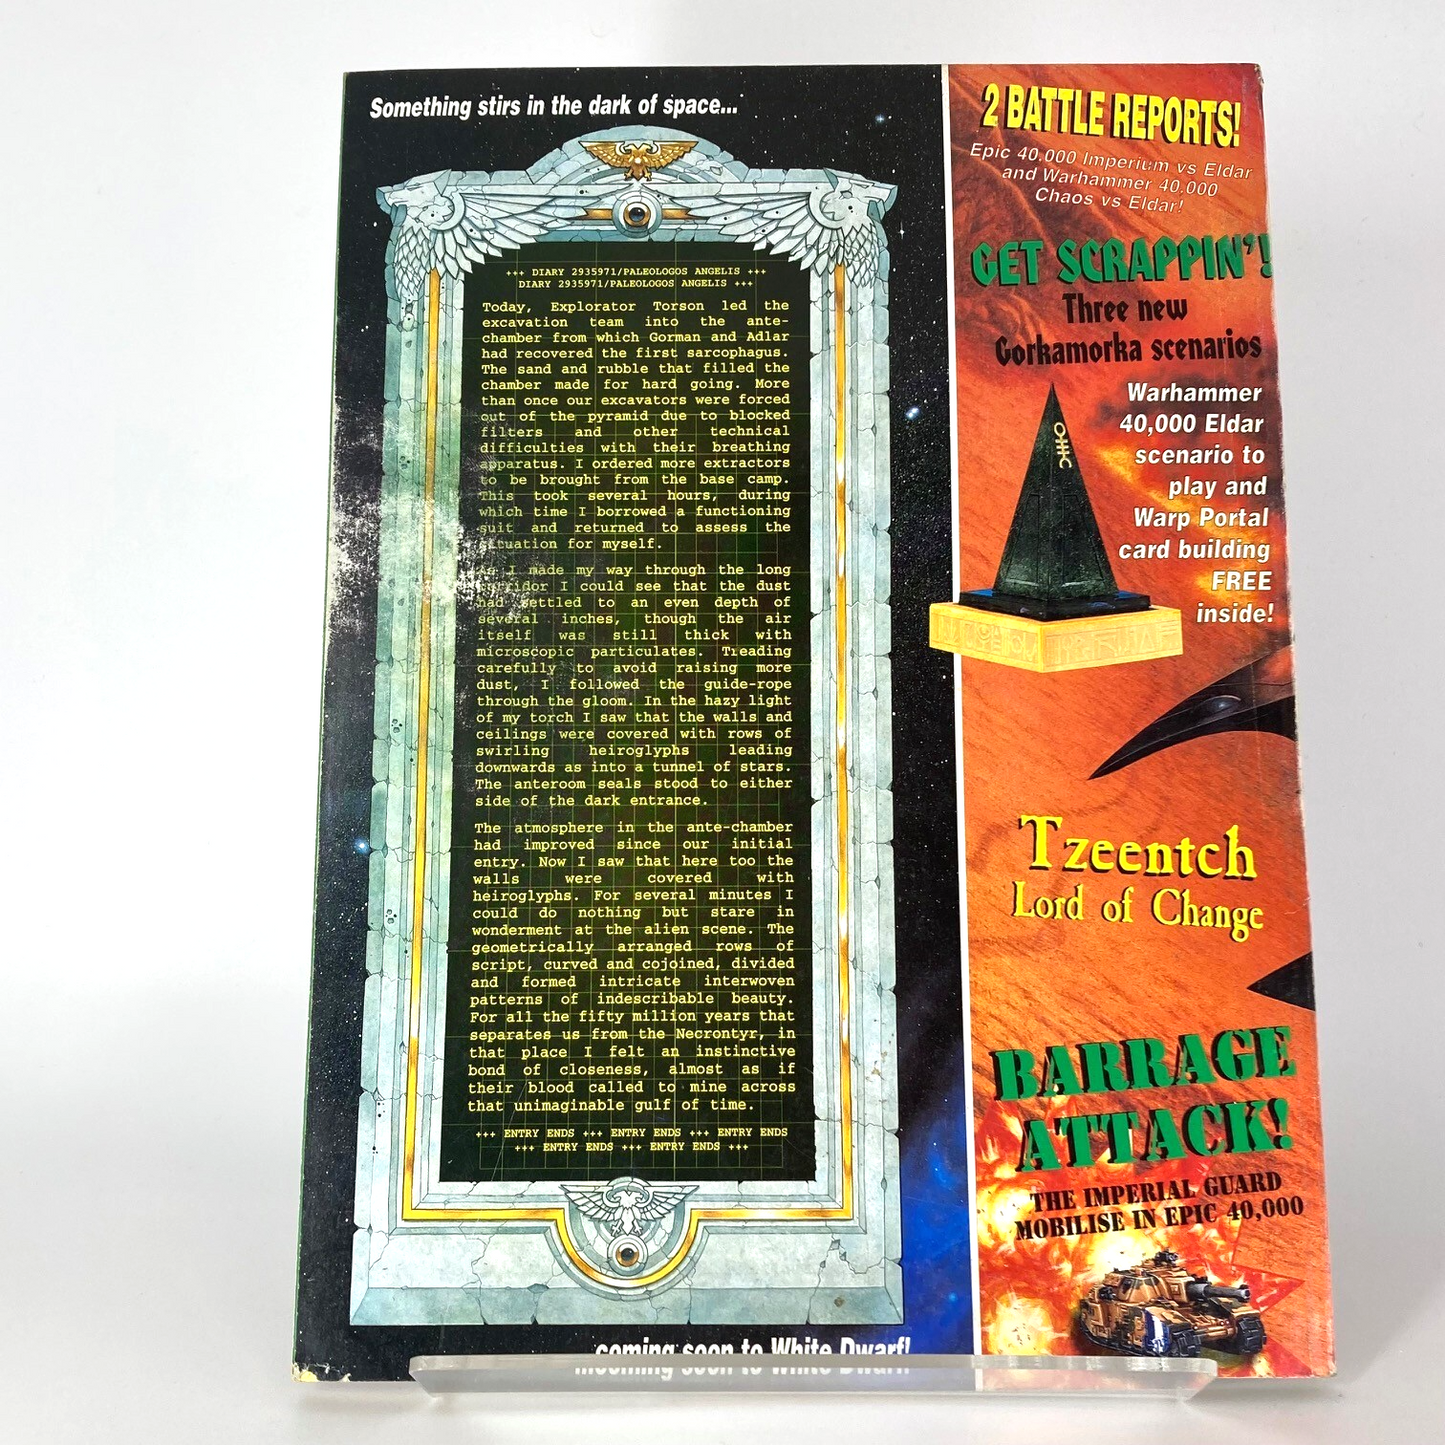 Something stirs in the dark of space...
+++ DIARY 2935971/PALEOLOGOS ANGELIS +++
DIARY 2935971/PALEOLOGOS ANGELIS +++
Today, Explorator Torson led the
excavation team into the ante-
chamber from which Gorman and Adlar
had recovered the first sarcophagus.
The sand and rubble that filled the
chamber made for hard going. More
than once our excavators were forced
out of the pyramid due to blocked
filters and other technical
difficulties with their breathing
apparatus. I ordered more extractors
to be brought from the base camp.
This took several hours, during
which time I borrowed a functioning
suit and returned to assess the
situation for myself.
As I made my way through the long
corridor I could see that the dust
had settled to an even depth of
several inches, though the air
itself was still thick with
microscopic particulates. Treading
carefully to avoid raising more
dust, I followed the guide-rope
through the gloom. In the hazy light
of my torch I saw that the walls and
ceilings were covered with rows of
swirling heiroglyphs leading
downwards as into a tunnel of stars.
The anteroom seals stood to either
side of the dark entrance.
The atmosphere in the ante-chamber
had improved since our initial
entry. Now I saw that here too the
walls were covered with
heiroglyphs. For several minutes I
could do nothing but stare in
wonderment at the alien scene. The
geometrically arranged rows of
script, curved and cojoined, divided
and formed intricate interwoven
patterns of indescribable beauty.
For all the fifty million years that
separates us from the Necrontyr, in
that place I felt an instinctive
bond of closeness, almost as if
their blood called to mine across
that unimaginable gulf of time.
+++ ENTRY ENDS +++ ENTRY ENDS +++ ENTRY ENDS
+++ ENTRY ENDS +++ ENTRY ENDS +++
coming soon to White Dwarf!
2 BATTLE REPORTS!
Epic 40,000 Imperium vs Eldar
and Warhammer 40,000
Chaos vs Eldar!
GET SCRAPPIN'!
Three new
Gorkamorka scenarios
Warhammer
40,000 Eldar
scenario to
play and
Warp Portal
card building
FREE
inside!
Tzeentch
Lord of Change
BARRAGE
ATTACK!
THE IMPERIAL GUARD
MOBILISE IN EPIC 40,000